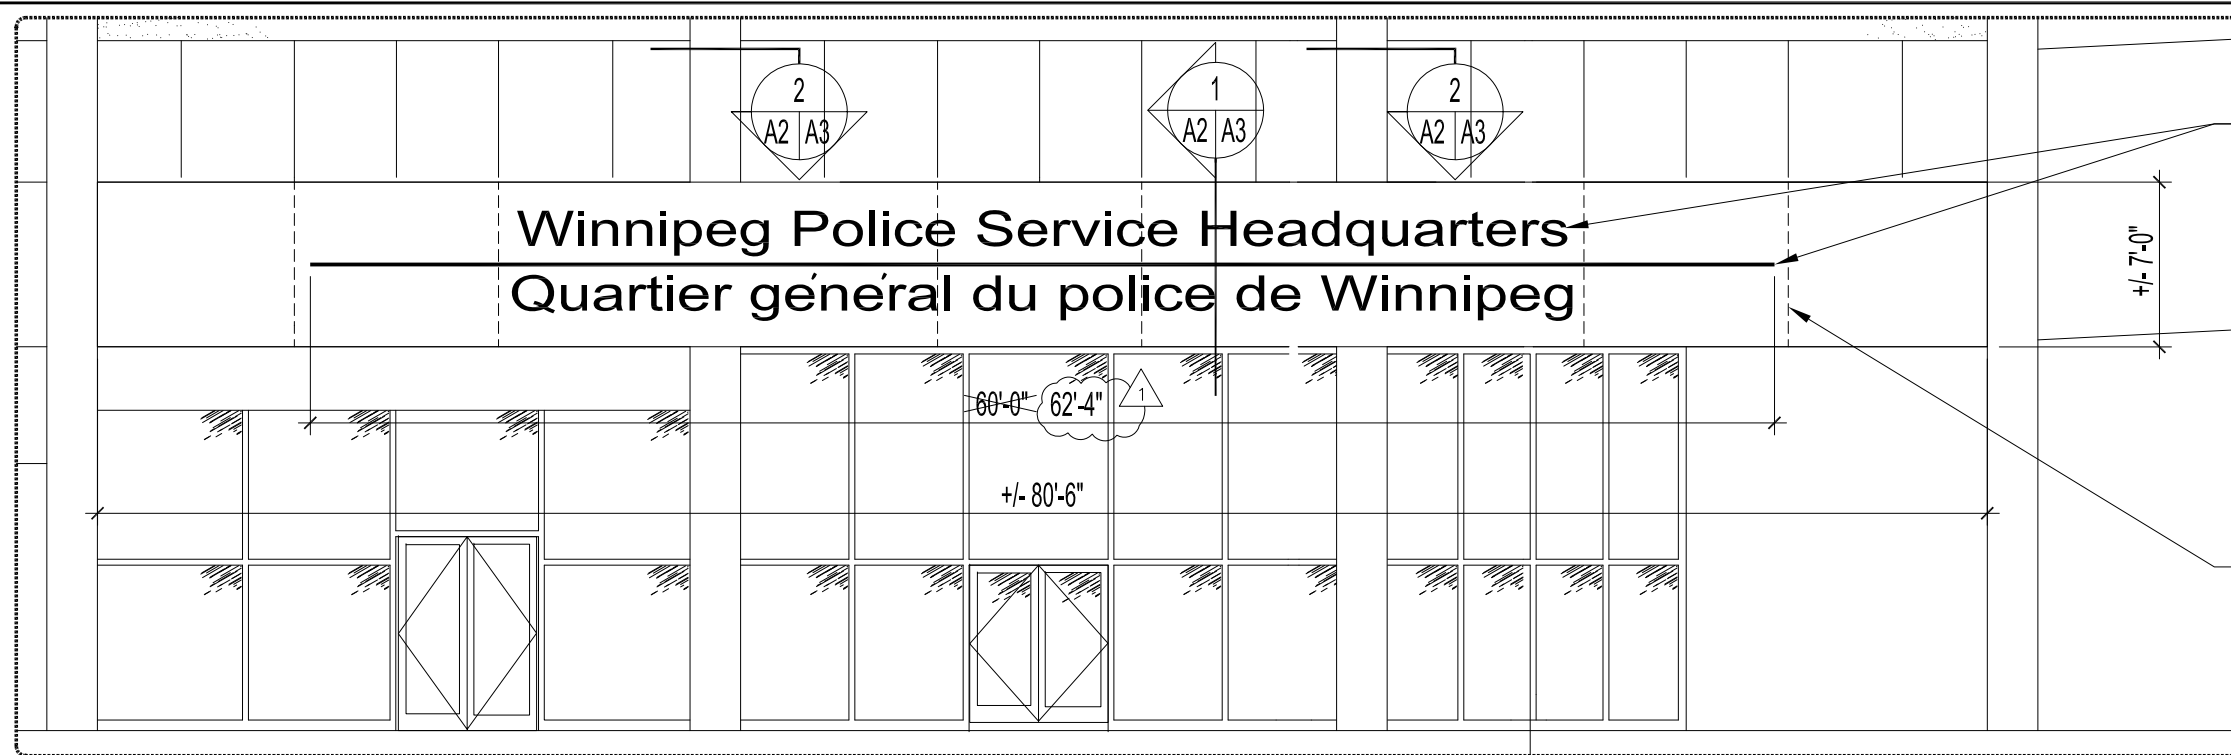 2
A2 A3
1
A2 A3
2
A2 A3
Winnipeg Police Service Headquarters
Quartier général du police de Winnipeg
+/- 7'-0"
60'-0" 62'-4" 1
+/- 80'-6"